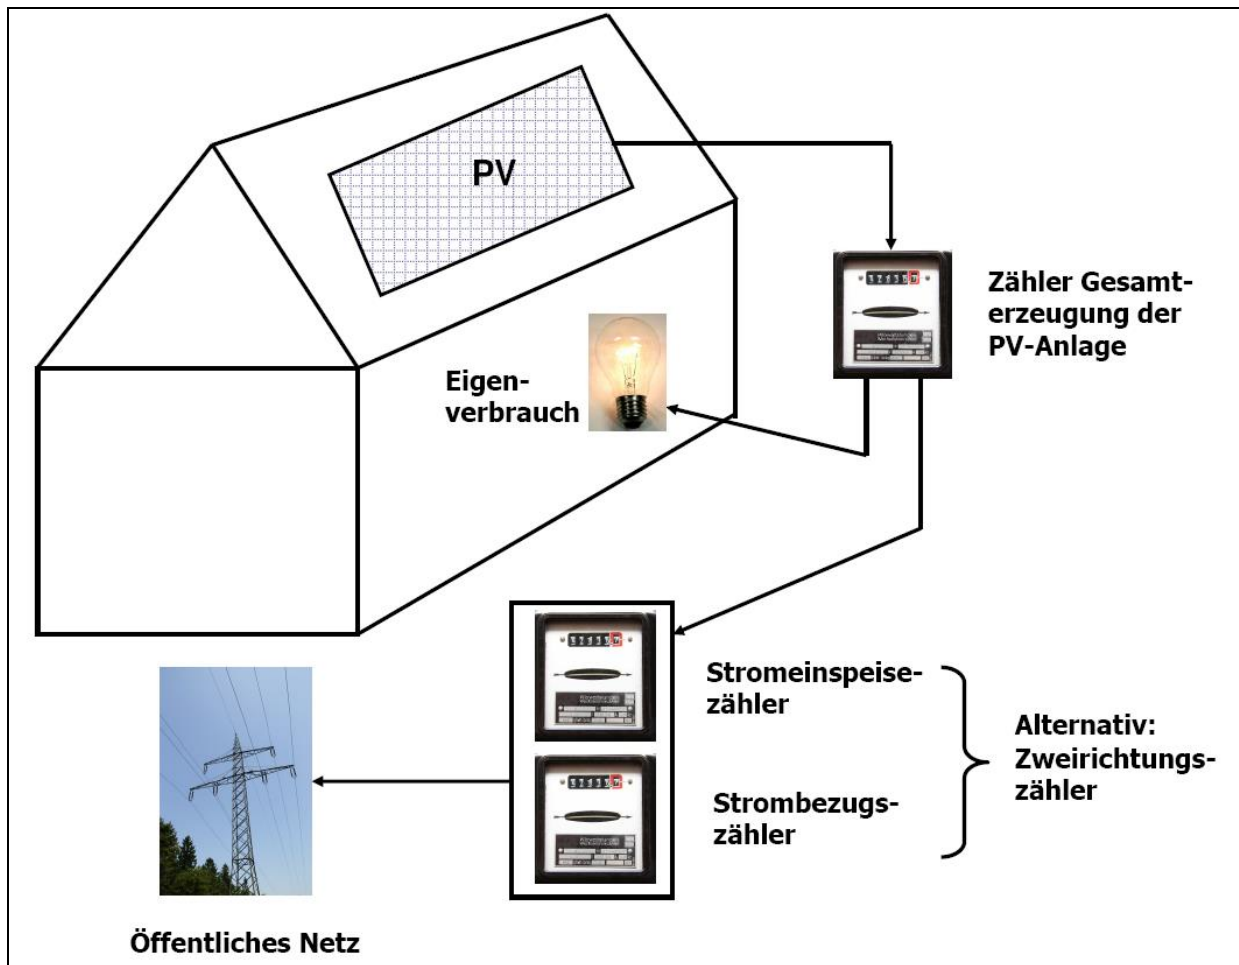 PV
Zähler Gesamt-
erzeugung der
PV-Anlage
Eigen-
verbrauch
Stromeinspeise-
zähler
Alternativ:
Zweirichtungs-
zähler
Strombezugs-
zähler
Öffentliches Netz